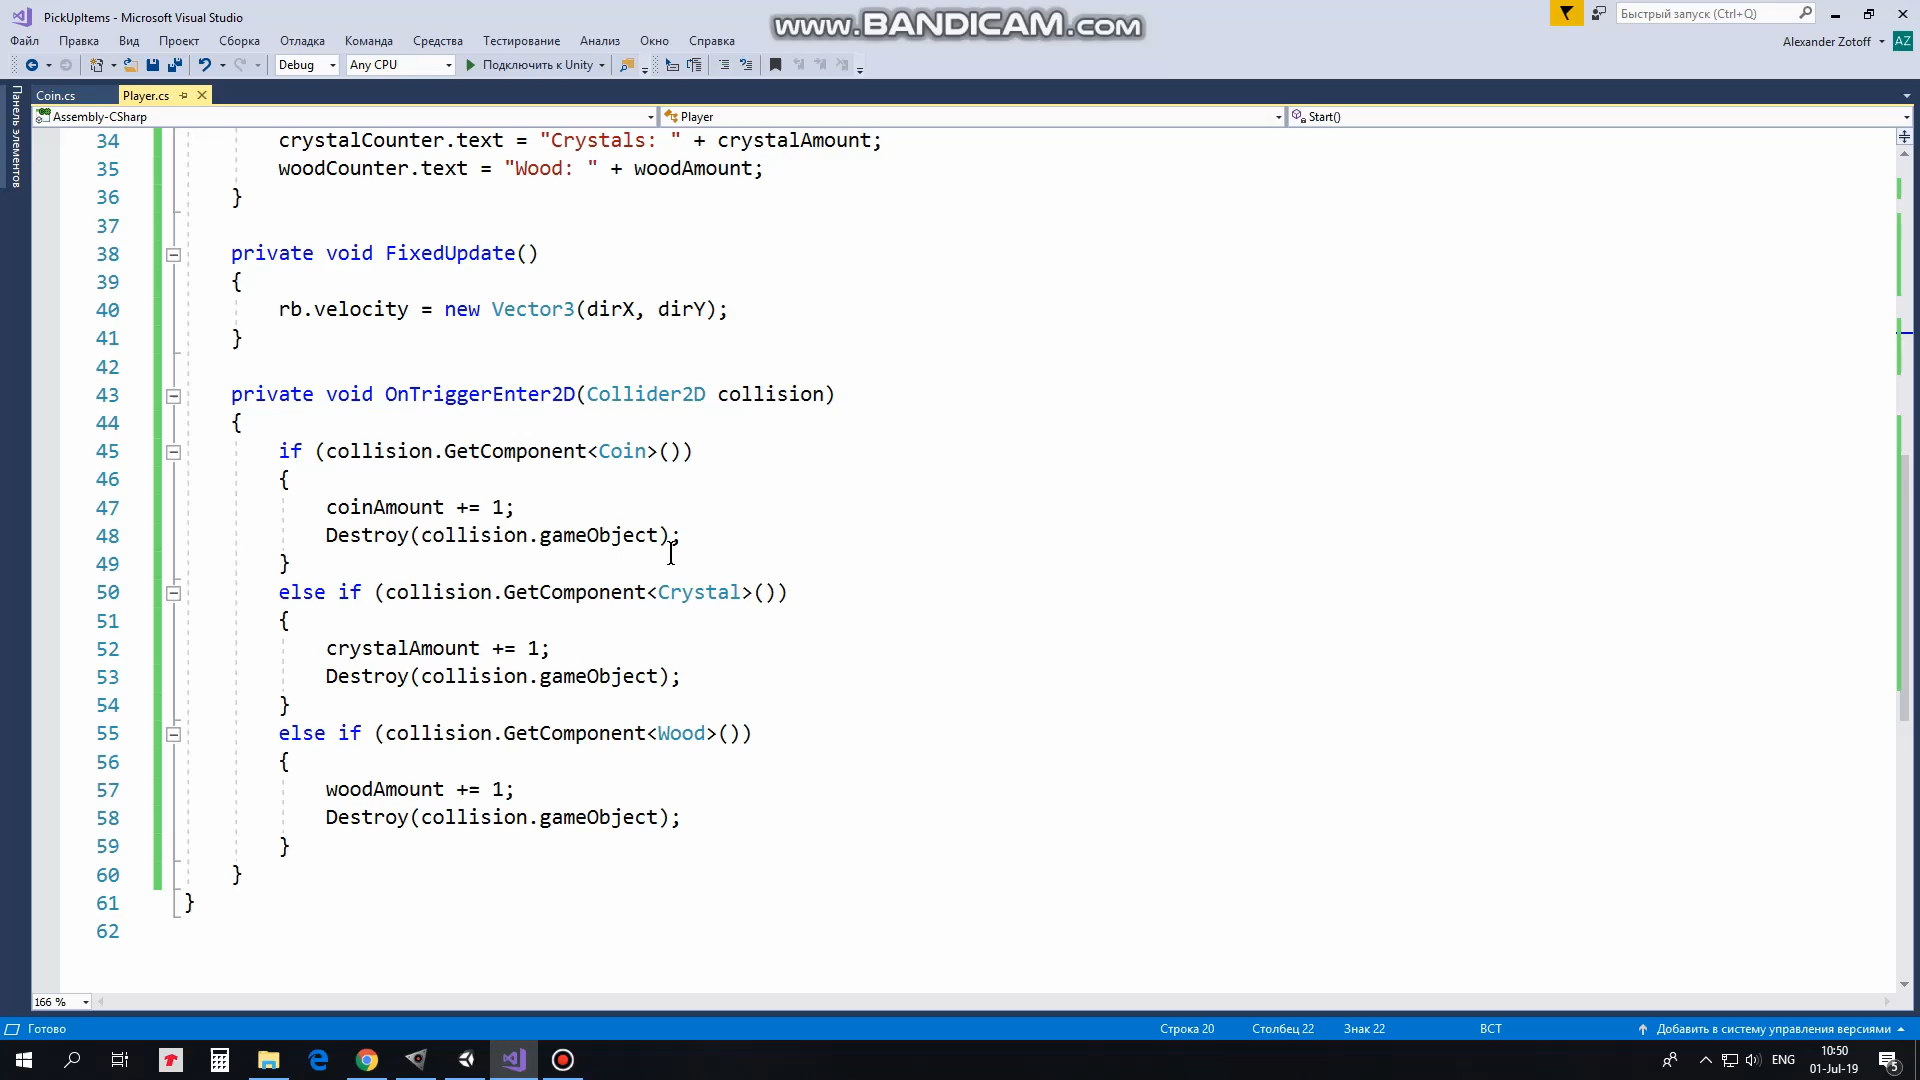 PickUpItems - Microsoft Visual Studio
www.BANDICAM.com
Быстрый запуск (Ctrl+Q)
Файл Правка Вид Проект Сборка Отладка Команда Средства Тестирование Анализ Окно Справка
Alexander Zotoff AZ
Debug Any CPU Подключить к Unity
Панель элементов
Coin.cs Player.cs
Assembly-CSharp Player Start()
34 crystalCounter.text = "Crystals: " + crystalAmount;
35 woodCounter.text = "Wood: " + woodAmount;
36 }
37
38 private void FixedUpdate()
39 {
40 rb.velocity = new Vector3(dirX, dirY);
41 }
42
43 private void OnTriggerEnter2D(Collider2D collision)
44 {
45 if (collision.GetComponent<Coin>())
46 {
47 coinAmount += 1;
48 Destroy(collision.gameObject);
49 }
50 else if (collision.GetComponent<Crystal>())
51 {
52 crystalAmount += 1;
53 Destroy(collision.gameObject);
54 }
55 else if (collision.GetComponent<Wood>())
56 {
57 woodAmount += 1;
58 Destroy(collision.gameObject);
59 }
60 }
61 }
62
166 %
Готово Строка 20 Столбец 22 Знак 22 ВСТ Добавить в систему управления версиями
ENG 10:50
01-Jul-19 5